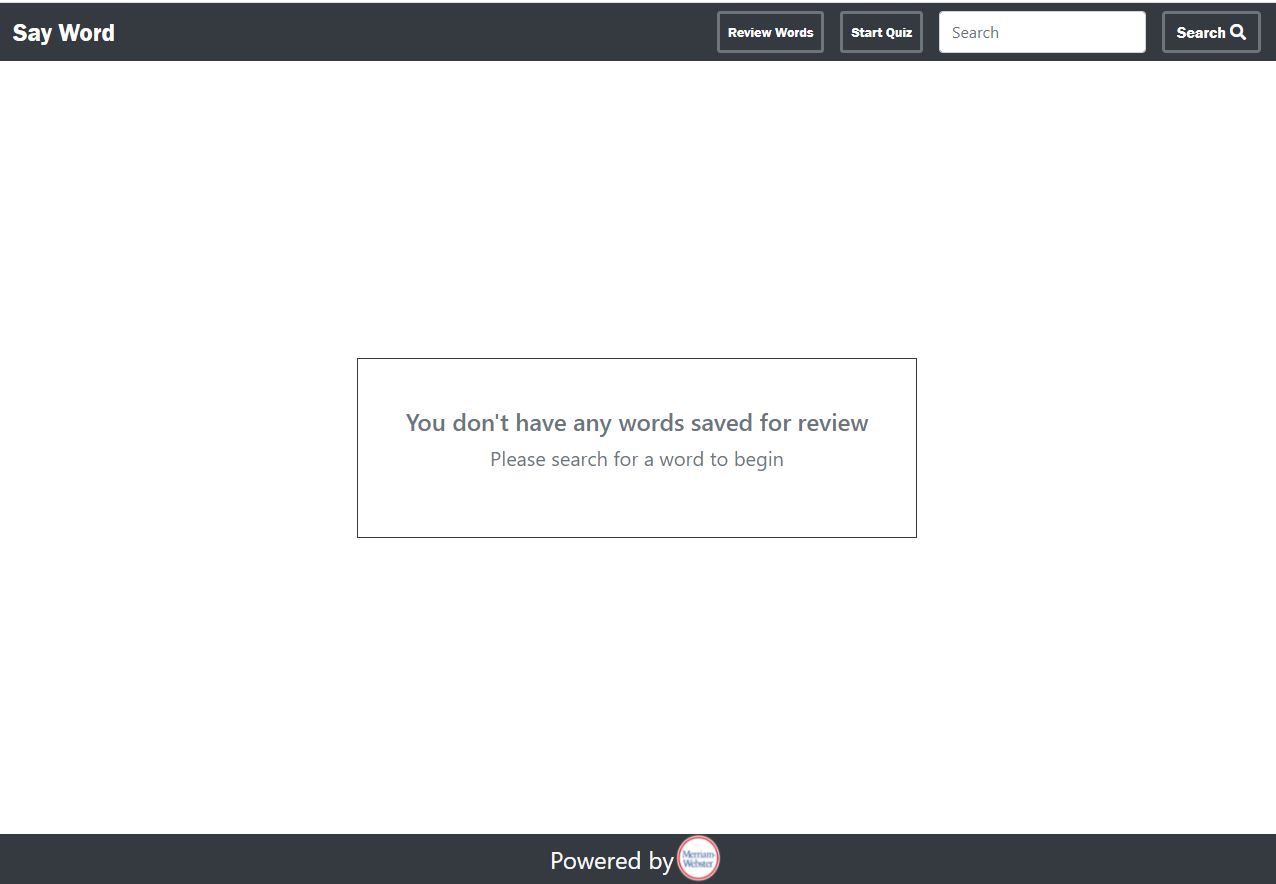 Say Word
Review Words
Start Quiz
Search
Search
You don't have any words saved for review
Please search for a word to begin
Powered by
Merriam-
Webster